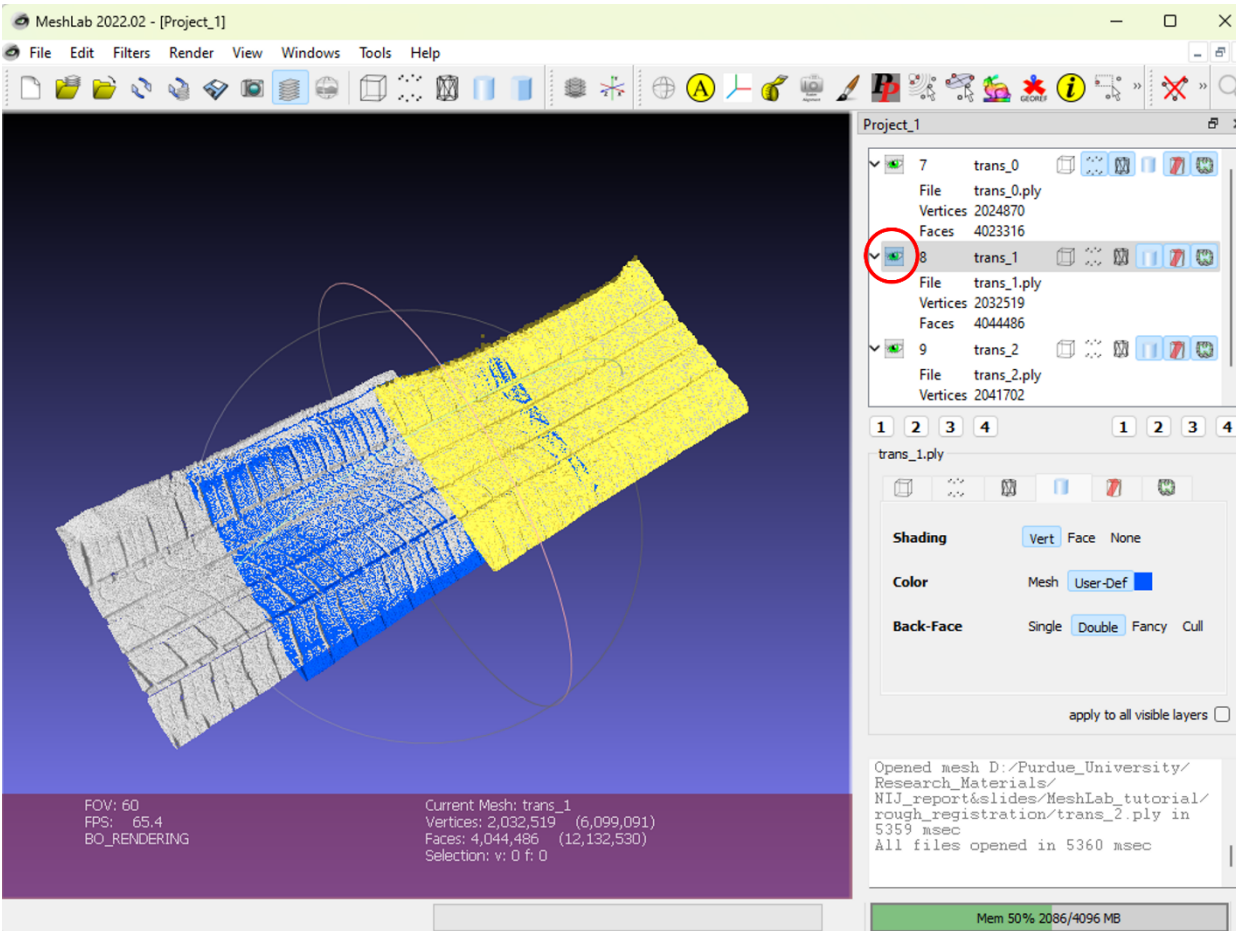 MeshLab 2022.02 - [Project_1]
File Edit Filters Render View Windows Tools Help
A
Pp
GEOREF
i
»
»
Project_1
7 trans_0
File trans_0.ply
Vertices 2024870
Faces 4023316
8 trans_1
File trans_1.ply
Vertices 2032519
Faces 4044486
9 trans_2
File trans_2.ply
Vertices 2041702
1 2 3 4 1 2 3 4
trans_1.ply
Shading Vert Face None
Color Mesh User-Def
Back-Face Single Double Fancy Cull
apply to all visible layers
Opened mesh D:/Purdue_University/
Research_Materials/
NIJ_report&slides/MeshLab_tutorial/
rough_registration/trans_2.ply in
5359 msec
All files opened in 5360 msec
FOV: 60
FPS: 65.4
BO_RENDERING
Current Mesh: trans_1
Vertices: 2,032,519 (6,099,091)
Faces: 4,044,486 (12,132,530)
Selection: v: 0 f: 0
Mem 50% 2086/4096 MB